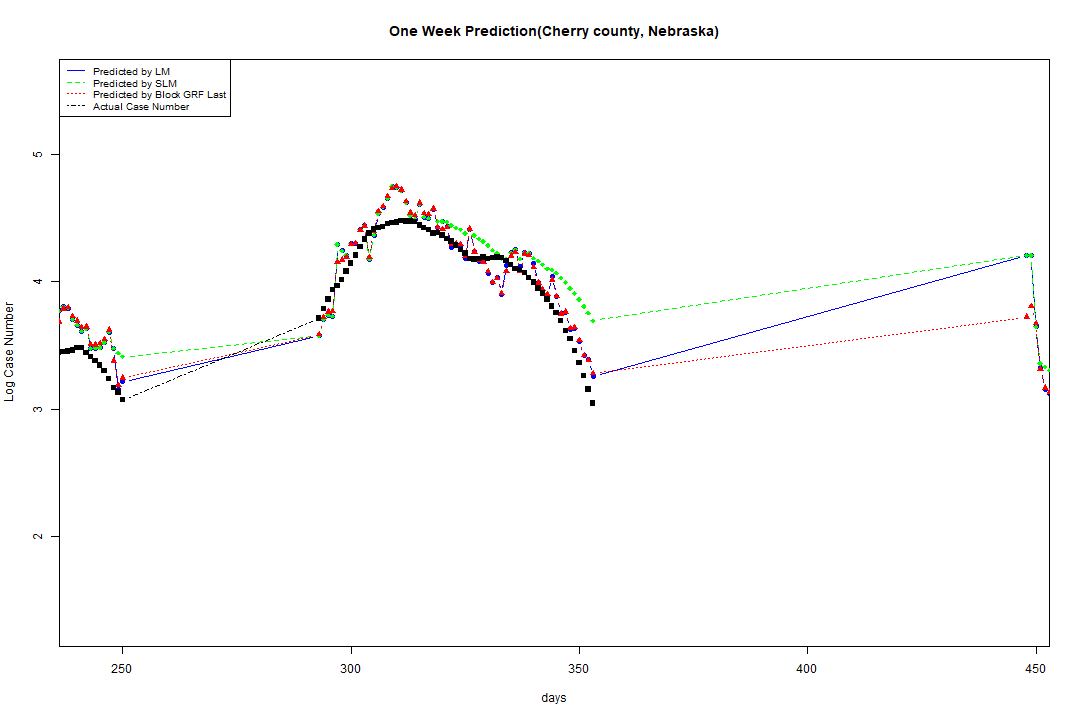 One Week Prediction(Cherry county, Nebraska)
Predicted by LM
Predicted by SLM
Predicted by Block GRF Last
Actual Case Number
5
4
3
2
Log Case Number
250
300
350
400
450
days